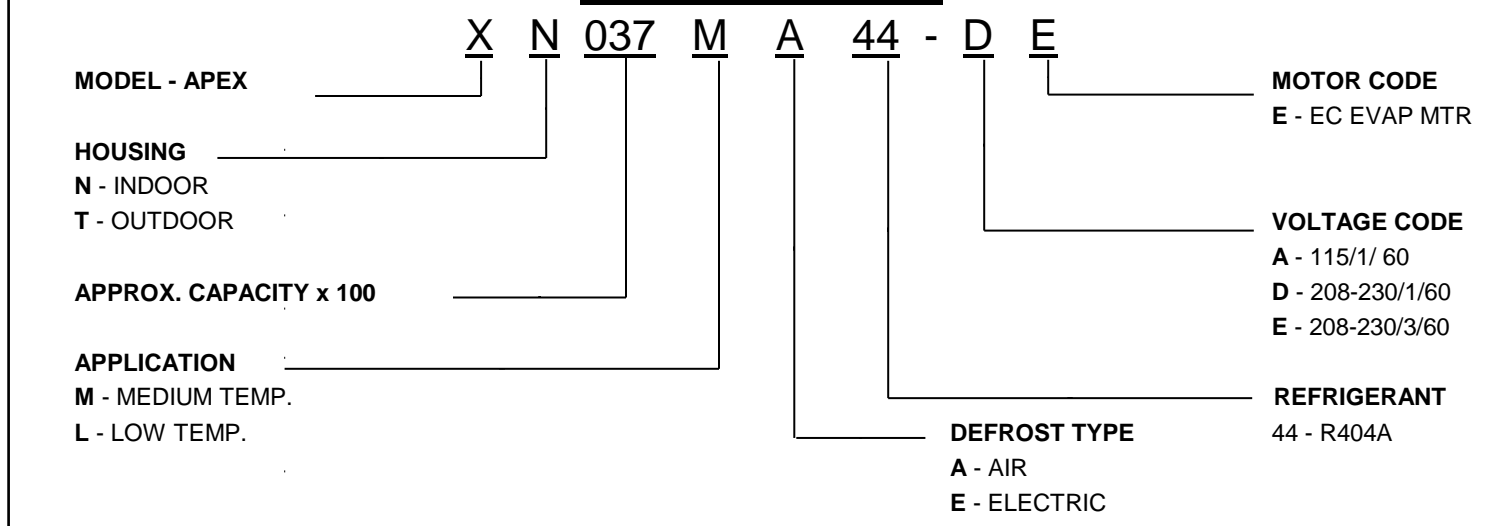 X N 037 M A 44 - D E
MODEL - APEX
HOUSING
N - INDOOR
T - OUTDOOR
APPROX. CAPACITY x 100
APPLICATION
M - MEDIUM TEMP.
L - LOW TEMP.
DEFROST TYPE
A - AIR
E - ELECTRIC
MOTOR CODE
E - EC EVAP MTR
VOLTAGE CODE
A - 115/1/ 60
D - 208-230/1/60
E - 208-230/3/60
REFRIGERANT
44 - R404A